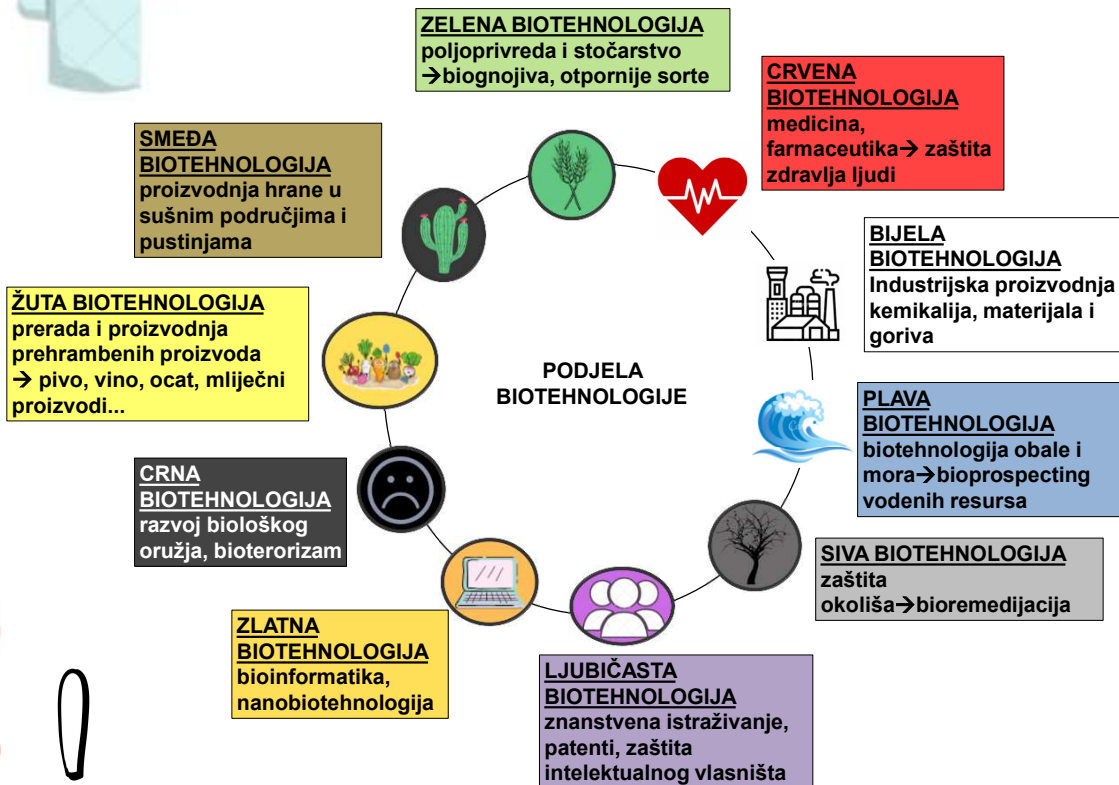 ZELENA BIOTEHNOLOGIJA
poljoprivreda i stočarstvo
→biognojiva, otpornije sorte
CRVENA
BIOTEHNOLOGIJA
medicina,
farmaceutika→ zaštita
zdravlja ljudi
SMEĐA
BIOTEHNOLOGIJA
proizvodnja hrane u
sušnim područjima i
pustinjama
BIJELA
BIOTEHNOLOGIJA
Industrijska proizvodnja
kemikalija, materijala i
goriva
ŽUTA BIOTEHNOLOGIJA
prerada i proizvodnja
prehrambenih proizvoda
→ pivo, vino, ocat, mliječni
proizvodi...
PODJELA
BIOTEHNOLOGIJE
PLAVA
BIOTEHNOLOGIJA
biotehnologija obale i
mora→bioprospecting
vodenih resursa
CRNA
BIOTEHNOLOGIJA
razvoj biološkog
oružja, bioterorizam
SIVA BIOTEHNOLOGIJA
zaštita
okoliša→bioremedijacija
ZLATNA
BIOTEHNOLOGIJA
bioinformatika,
nanobiotehnologija
LJUBIČASTA
BIOTEHNOLOGIJA
znanstvena istraživanje,
patenti, zaštita
intelektualnog vlasništa